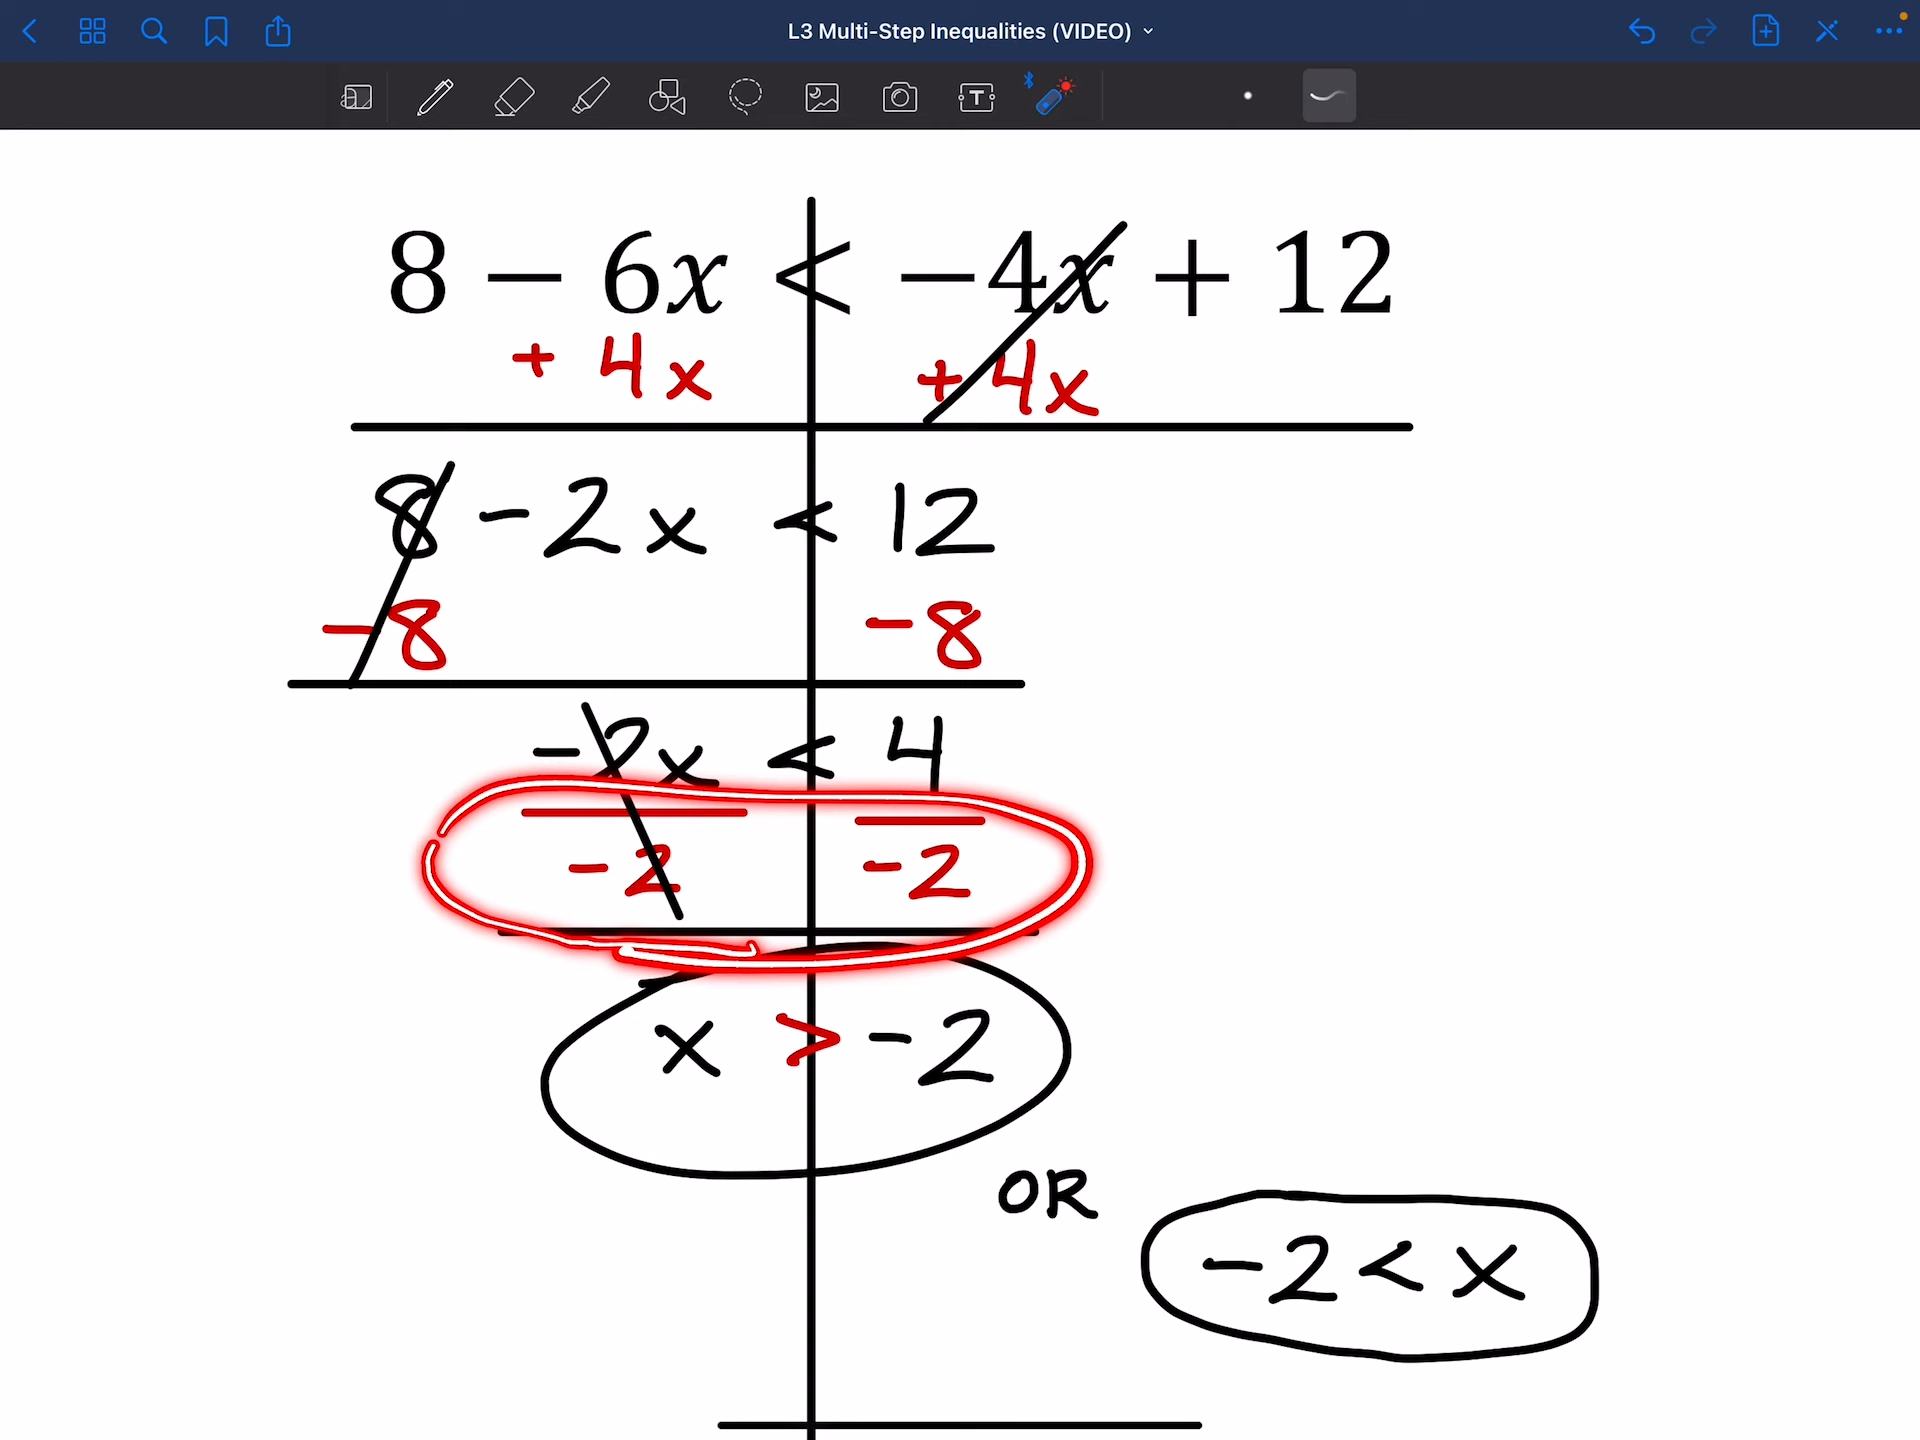 L3 Multi-Step Inequalities (VIDEO)
8 − 6x < −4x + 12
+ 4x + 4x
8 - 2x < 12
-8 -8
-2x < 4
-2 -2
x > -2
OR
-2 < x